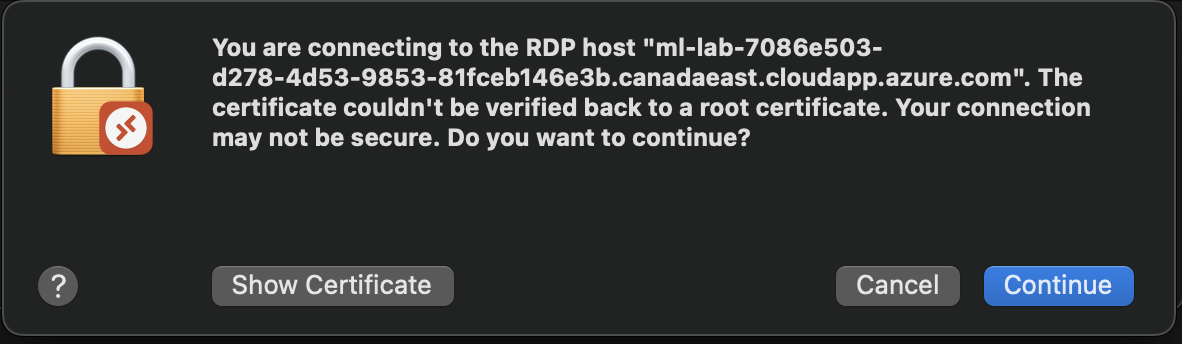 You are connecting to the RDP host "ml-lab-7086e503-
d278-4d53-9853-81fceb146e3b.canadaeast.cloudapp.azure.com". The
certificate couldn't be verified back to a root certificate. Your connection
may not be secure. Do you want to continue?
? Show Certificate Cancel Continue